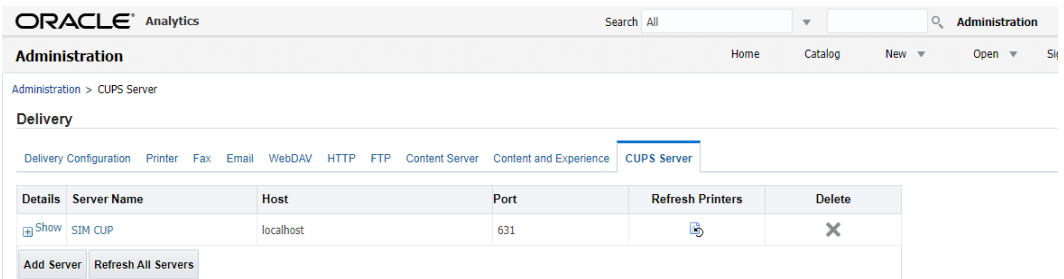 ORACLE® Analytics Search All Administration
Administration Home Catalog New Open Si
Administration > CUPS Server
Delivery
Delivery Configuration Printer Fax Email WebDAV HTTP FTP Content Server Content and Experience CUPS Server
Details Server Name Host Port Refresh Printers Delete
Show SIM CUP localhost 631
Add Server Refresh All Servers